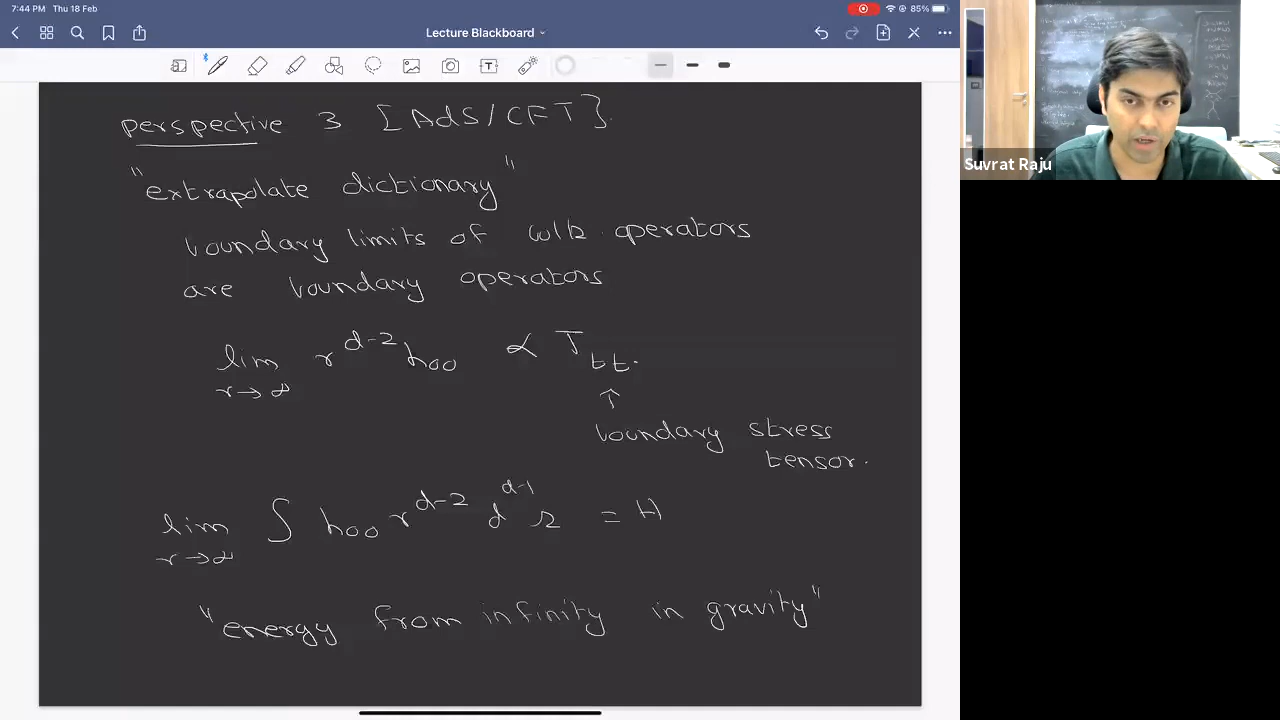 7:44 PM Thu 18 Feb
85%
Lecture Blackboard
perspective 3 [AdS/CFT].
"extrapolate dictionary"
boundary limits of bulk operators
are boundary operators
lim r→∞ r^{d-2} h_{00} ∝ T_{tt}.
↑
boundary stress
tensor.
lim r→∞ ∫ h_{00} r^{d-2} d^{d-1}Ω = H
"energy from infinity in gravity"
Suvrat Raju